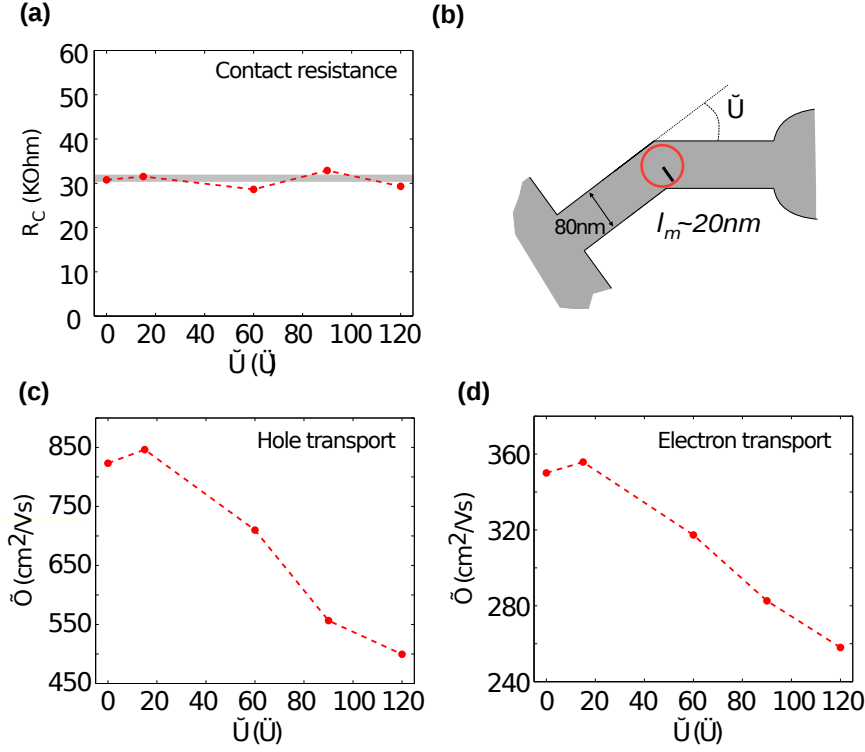 (a)
60
50
40
30
20
10
0
R_C (KOhm)
Contact resistance
0 20 40 60 80 100 120
Ŭ (Ü)
(b)
Ŭ
80nm
l_m~20nm
(c)
850
750
650
550
450
Õ (cm²/Vs)
Hole transport
0 20 40 60 80 100 120
Ŭ (Ü)
(d)
360
320
280
240
Õ (cm²/Vs)
Electron transport
0 20 40 60 80 100 120
Ŭ (Ü)